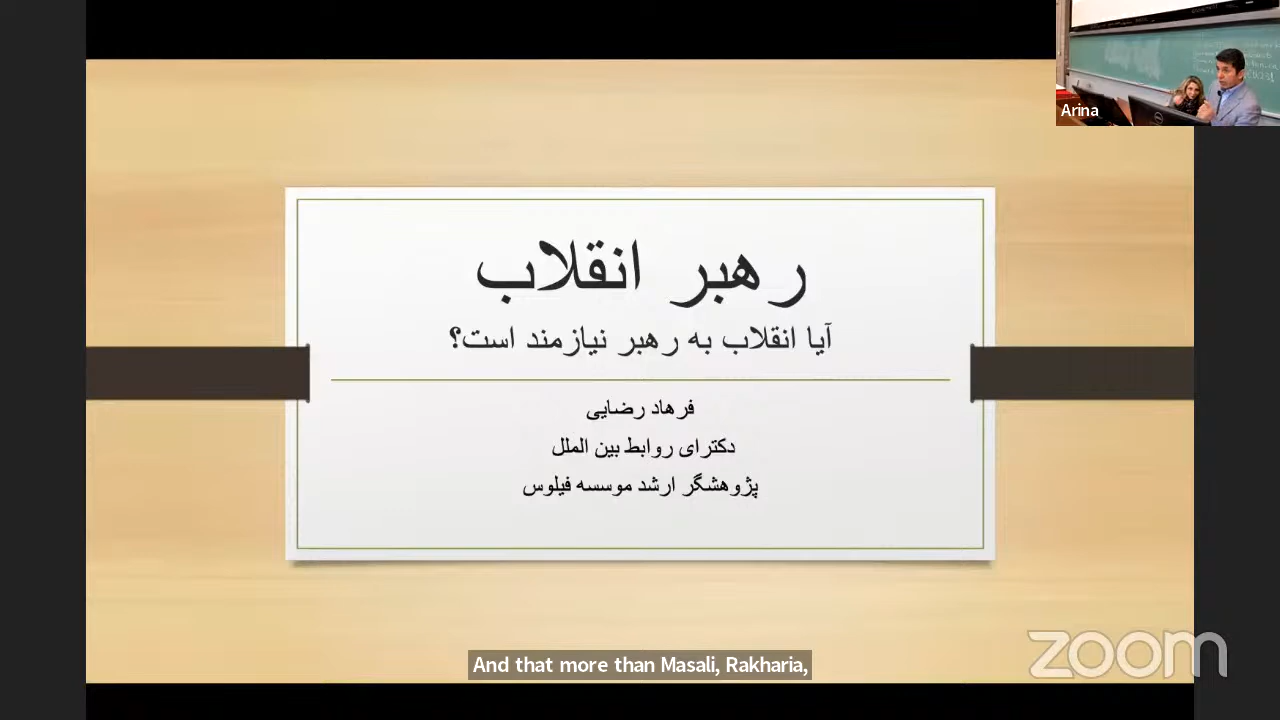 Arina
رهبر انقلاب
آیا انقلاب به رهبر نیازمند است؟
فرهاد رضایی
دکترای روابط بین الملل
پژوهشگر ارشد موسسه فیلوس
And that more than Masali, Rakharia,
zoom